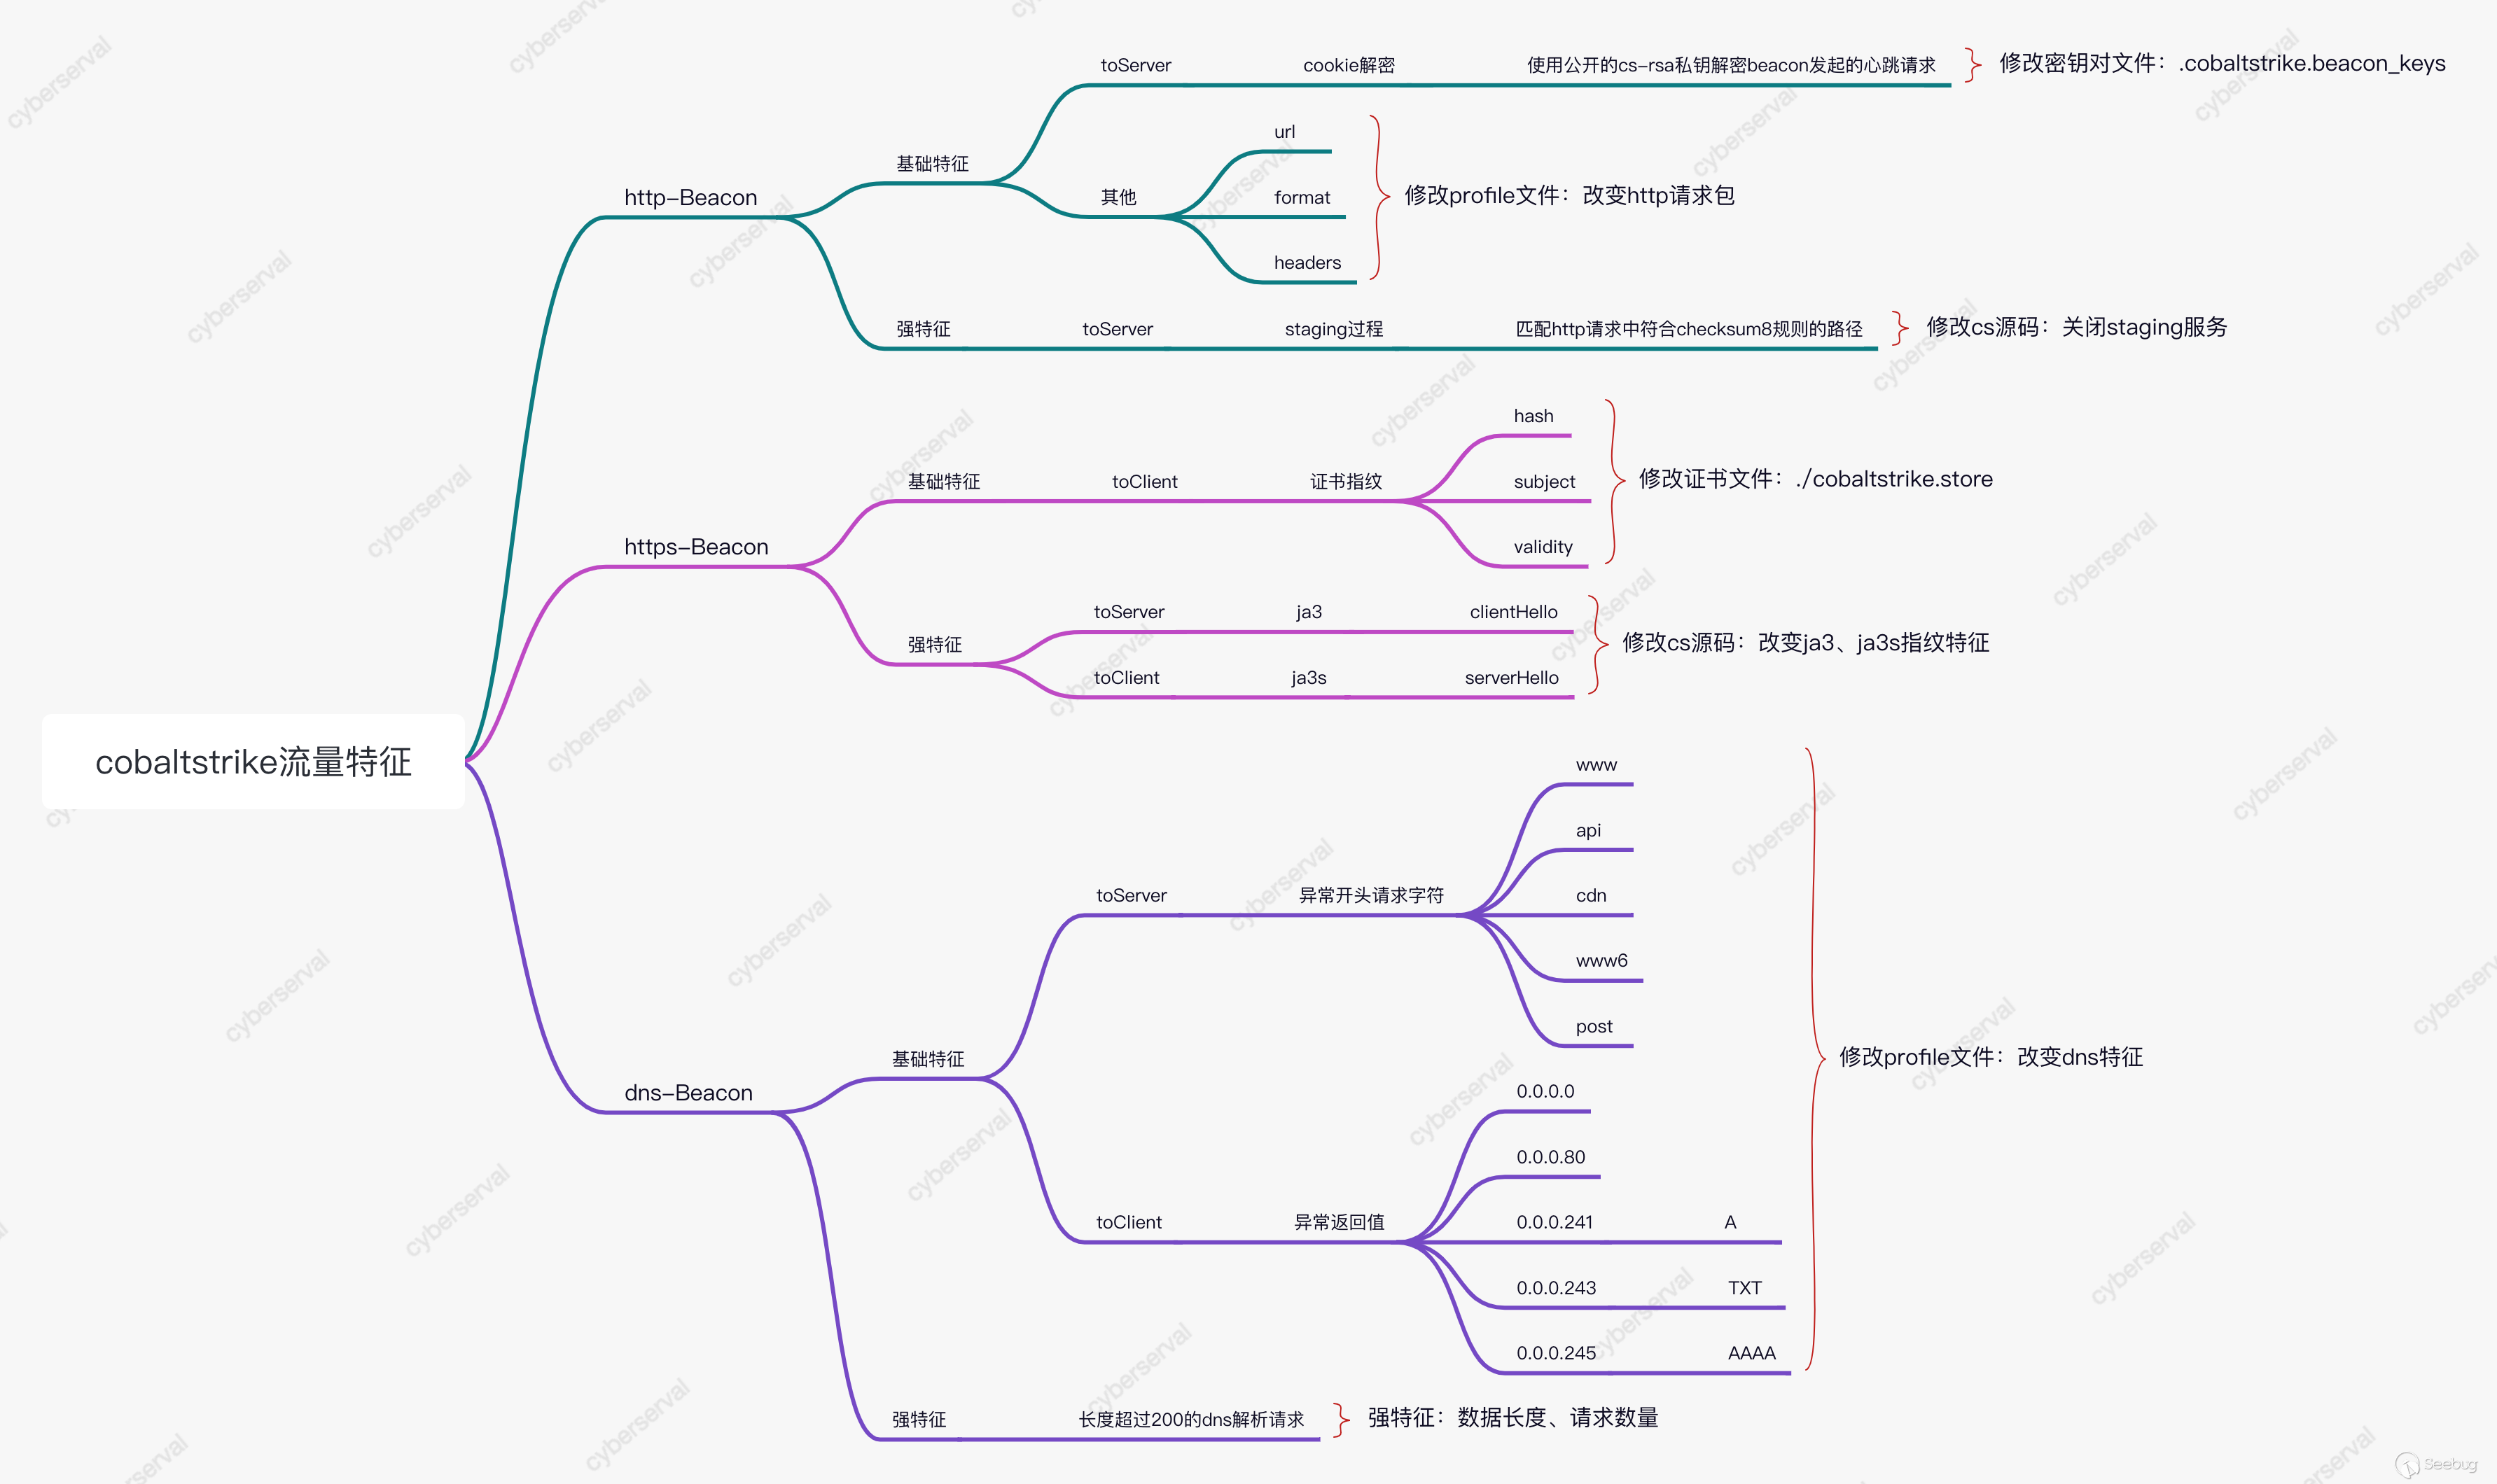 cobaltstrike流量特征
http-Beacon
基础特征
toServer
cookie解密
使用公开的cs-rsa私钥解密beacon发起的心跳请求
修改密钥对文件：.cobaltstrike.beacon_keys
其他
url
format
headers
修改profile文件：改变http请求包
强特征
toServer
staging过程
匹配http请求中符合checksum8规则的路径
修改cs源码：关闭staging服务
https-Beacon
基础特征
toClient
证书指纹
hash
subject
validity
修改证书文件：./cobaltstrike.store
强特征
toServer
ja3
clientHello
toClient
ja3s
serverHello
修改cs源码：改变ja3、ja3s指纹特征
dns-Beacon
基础特征
toServer
异常开头请求字符
www
api
cdn
www6
post
toClient
异常返回值
0.0.0.0
0.0.0.80
0.0.0.241
A
0.0.0.243
TXT
0.0.0.245
AAAA
修改profile文件：改变dns特征
强特征
长度超过200的dns解析请求
强特征：数据长度、请求数量
cyberserval
Seebug